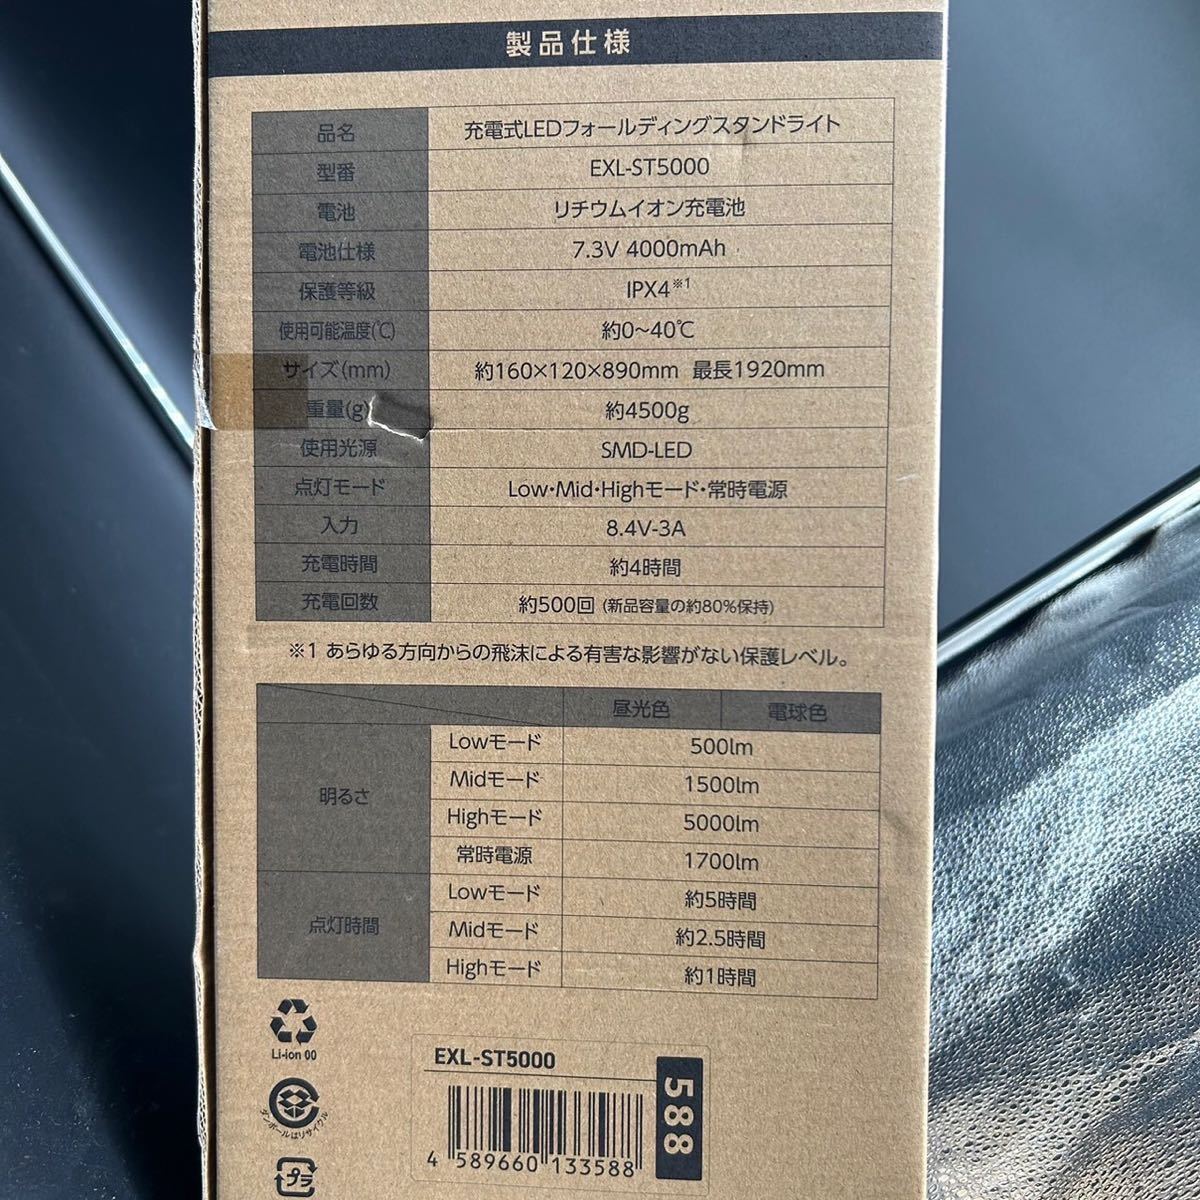 製品仕様
品名 充電式LEDフォールディングスタンドライト
型番 EXL-ST5000
電池 リチウムイオン充電池
電池仕様 7.3V 4000mAh
保護等級 IPX4※1
使用可能温度(℃) 約0~40℃
サイズ(mm) 約160×120×890mm 最長1920mm
重量(g) 約4500g
使用光源 SMD-LED
点灯モード Low・Mid・Highモード・常時電源
入力 8.4V-3A
充電時間 約4時間
充電回数 約500回 (新品容量の約80%保持)
※1 あらゆる方向からの飛沫による有害な影響がない保護レベル。
昼光色 電球色
明るさ
Lowモード 500lm
Midモード 1500lm
Highモード 5000lm
常時電源 1700lm
点灯時間
Lowモード 約5時間
Midモード 約2.5時間
Highモード 約1時間
Li-ion 00
ダンボールはリサイクル
プラ
EXL-ST5000
588
4 589660 133588